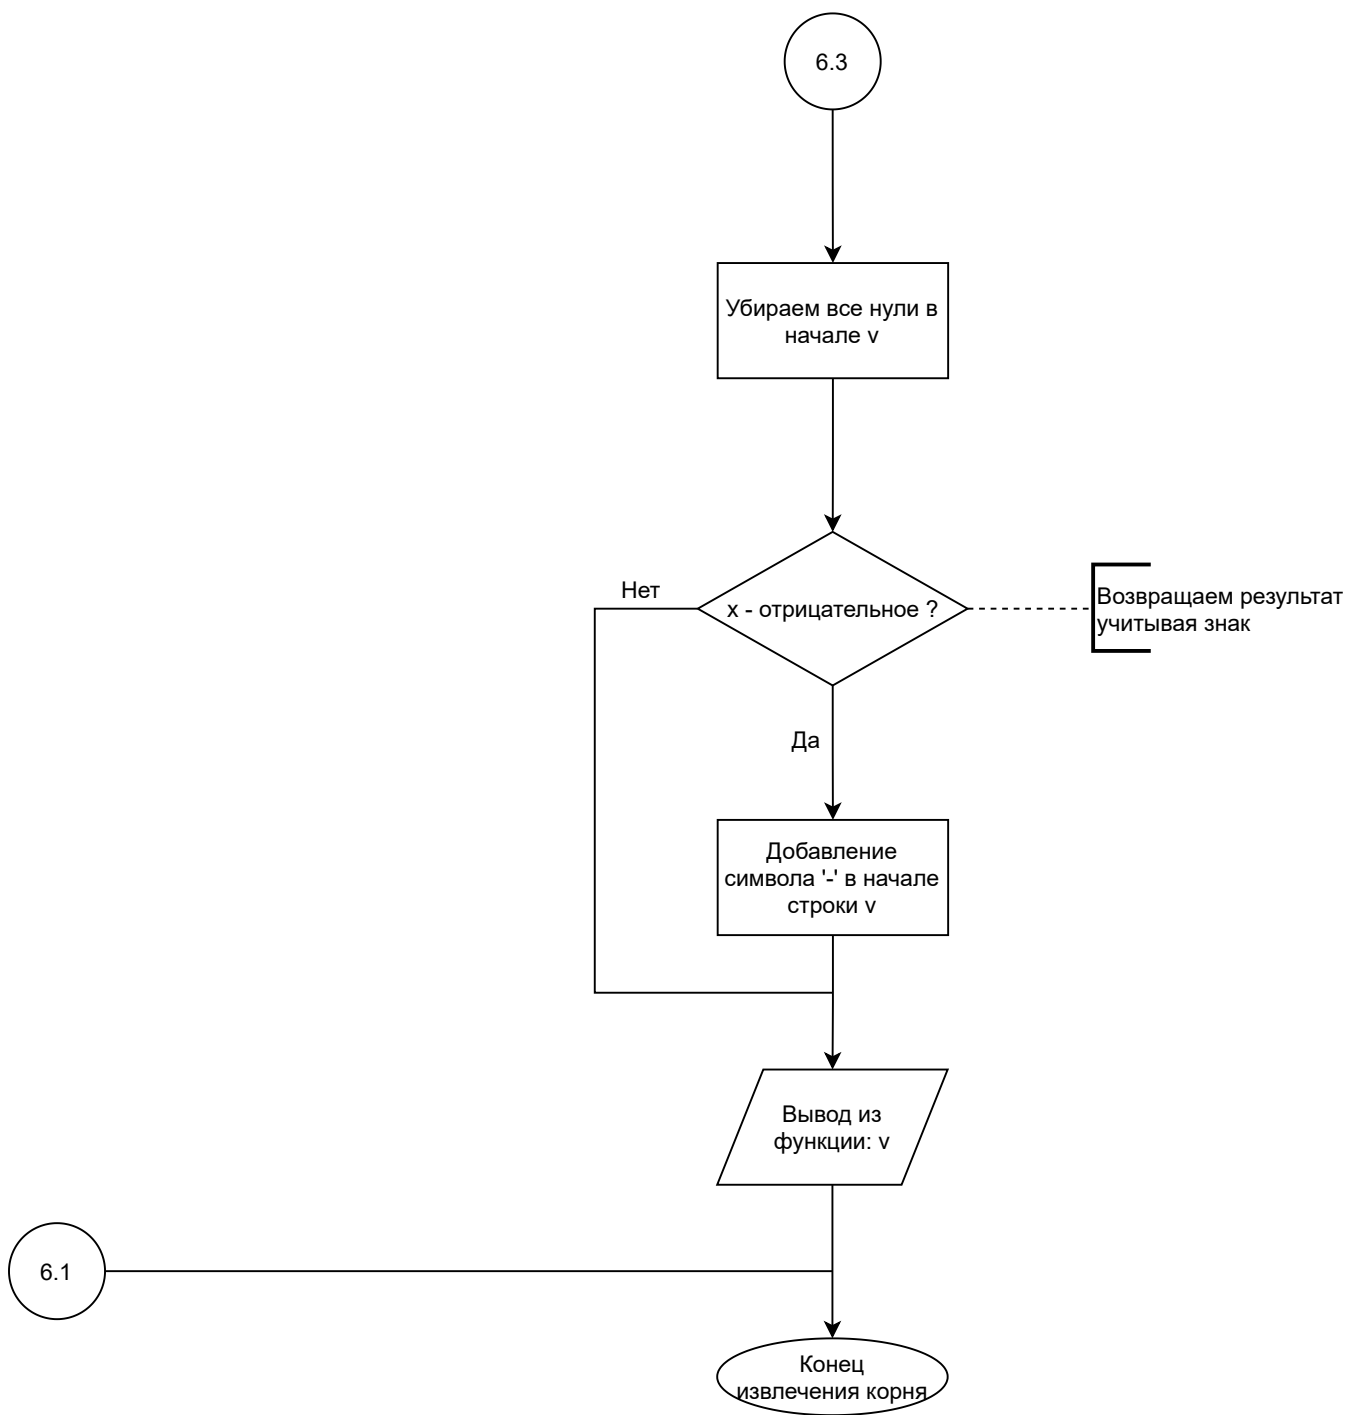 6.3
Убираем все нули в
начале v
Нет
x - отрицательное ?
Возвращаем результат
учитывая знак
Да
Добавление
символа '-' в начале
строки v
Вывод из
функции: v
6.1
Конец
извлечения корня